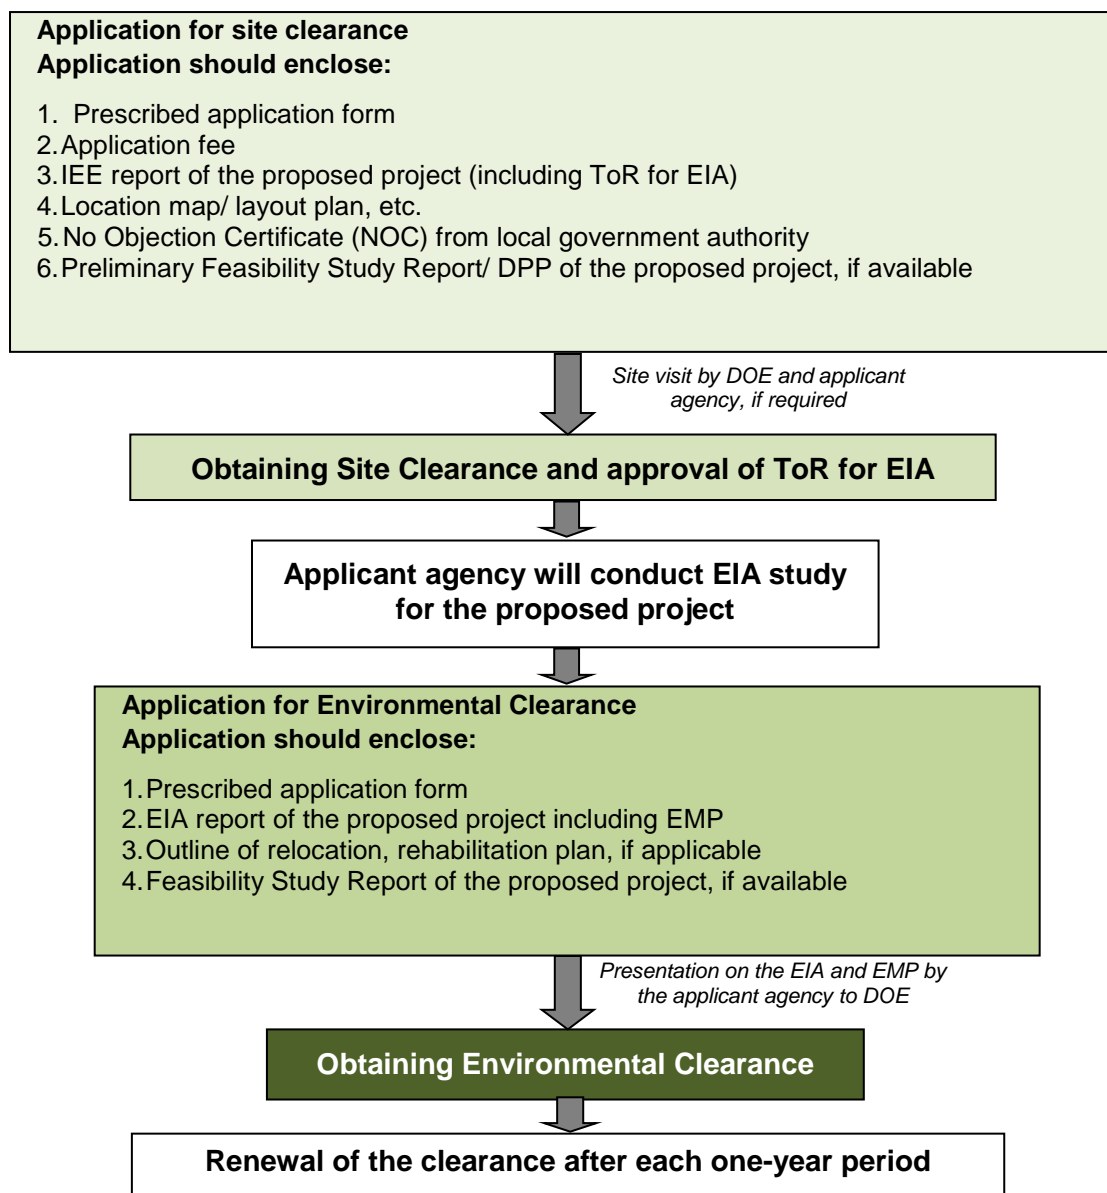 Application for site clearance
Application should enclose:
1. Prescribed application form
2. Application fee
3. IEE report of the proposed project (including ToR for EIA)
4. Location map/ layout plan, etc.
5. No Objection Certificate (NOC) from local government authority
6. Preliminary Feasibility Study Report/ DPP of the proposed project, if available
Site visit by DOE and applicant
agency, if required
Obtaining Site Clearance and approval of ToR for EIA
Applicant agency will conduct EIA study
for the proposed project
Application for Environmental Clearance
Application should enclose:
1. Prescribed application form
2. EIA report of the proposed project including EMP
3. Outline of relocation, rehabilitation plan, if applicable
4. Feasibility Study Report of the proposed project, if available
Presentation on the EIA and EMP by
the applicant agency to DOE
Obtaining Environmental Clearance
Renewal of the clearance after each one-year period